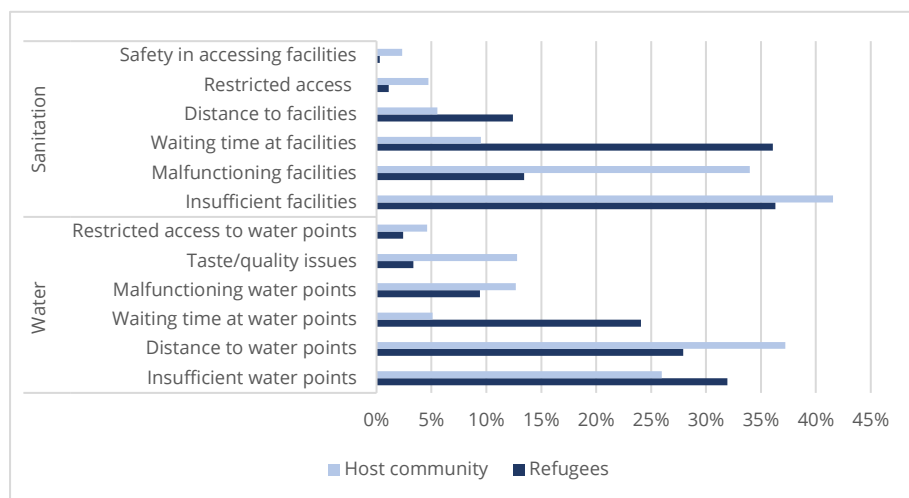 Sanitation
Safety in accessing facilities
Restricted access
Distance to facilities
Waiting time at facilities
Malfunctioning facilities
Insufficient facilities
Water
Restricted access to water points
Taste/quality issues
Malfunctioning water points
Waiting time at water points
Distance to water points
Insufficient water points
0% 5% 10% 15% 20% 25% 30% 35% 40% 45%
Host community Refugees